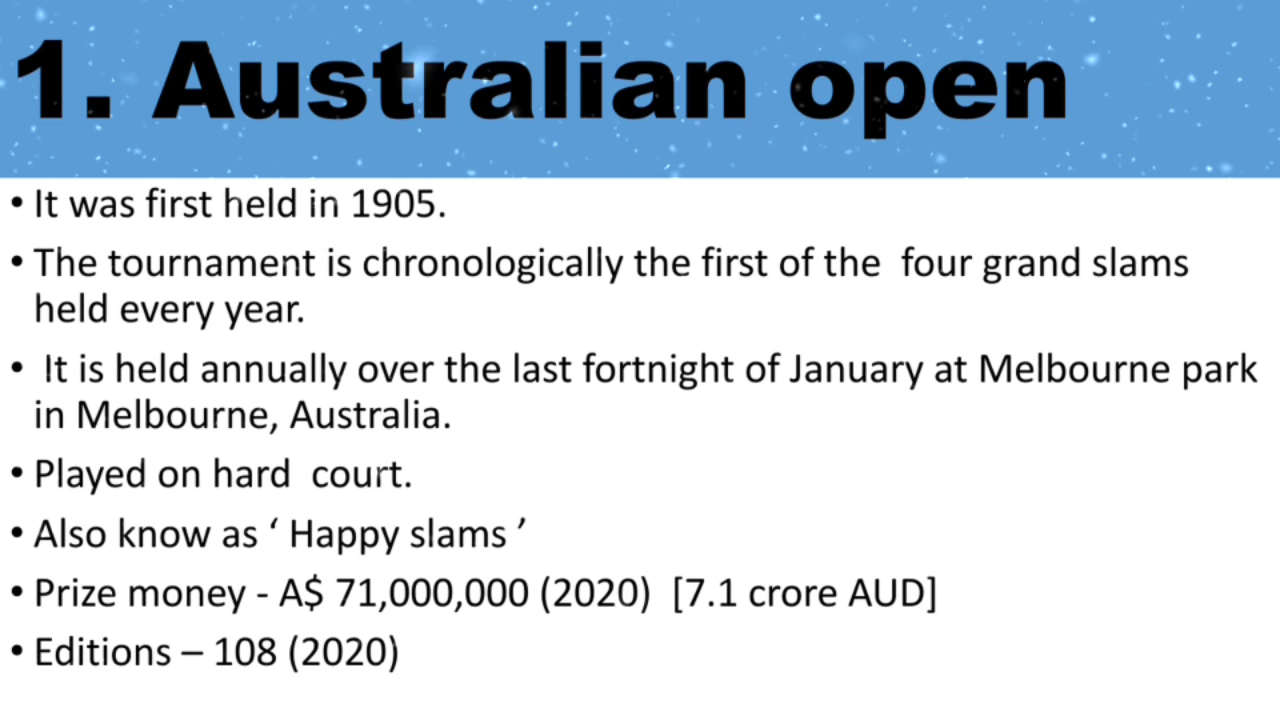 1. Australian open
• It was first held in 1905.
• The tournament is chronologically the first of the  four grand slams
held every year.
•  It is held annually over the last fortnight of January at Melbourne park
in Melbourne, Australia.
• Played on hard  court.
• Also know as ‘ Happy slams ’
• Prize money - A$ 71,000,000 (2020)  [7.1 crore AUD]
• Editions – 108 (2020)